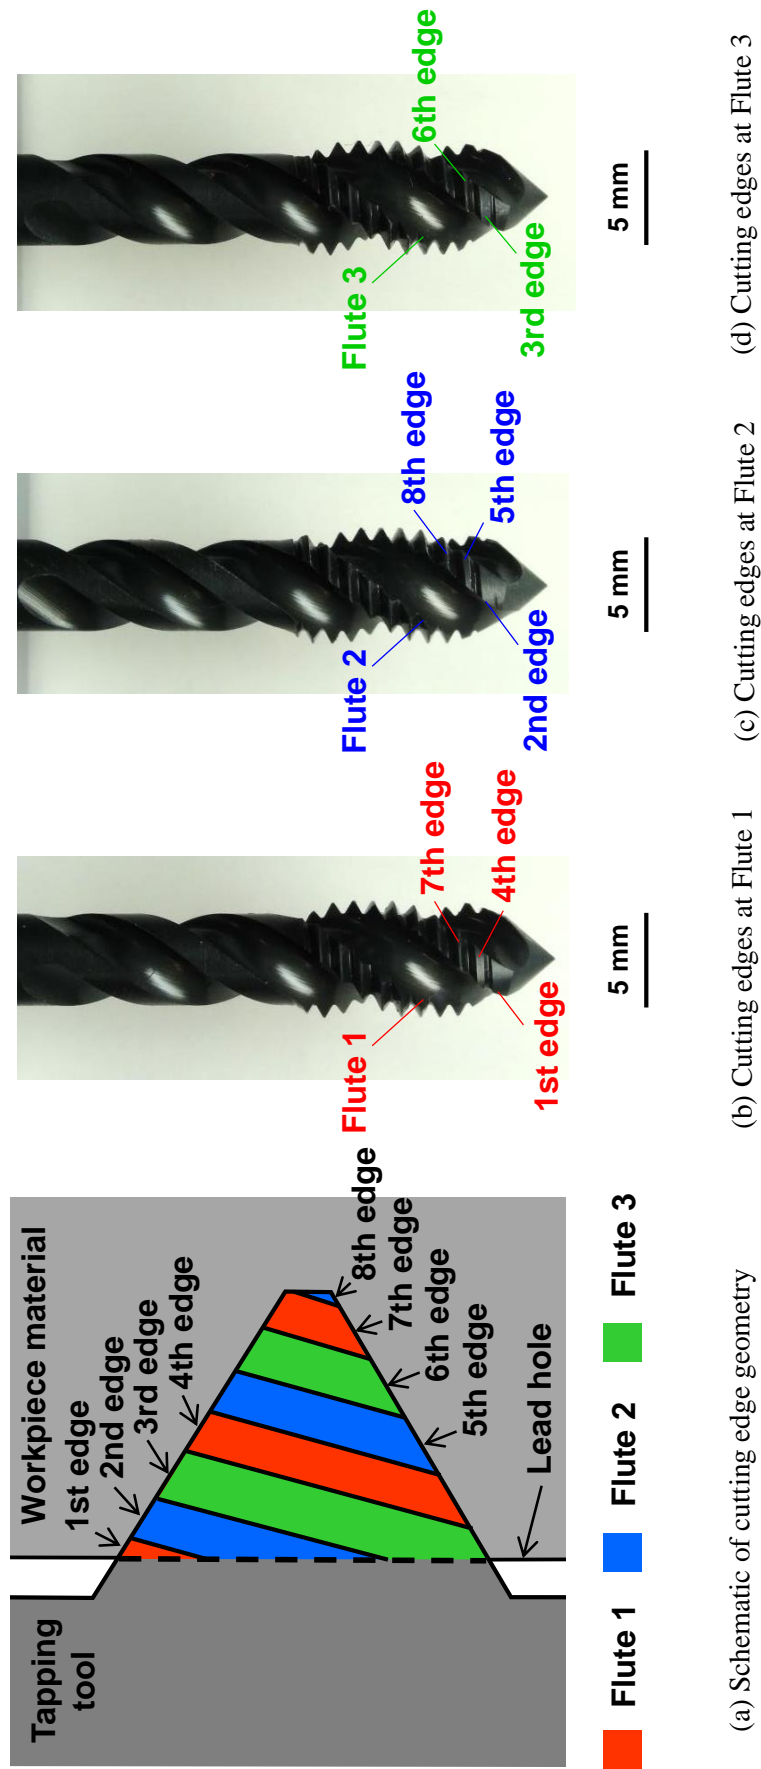 Workpiece material
1st edge
2nd edge
3rd edge
4th edge
Tapping
tool
8th edge
7th edge
6th edge
5th edge
Lead hole
Flute 1
Flute 2
Flute 3
(a) Schematic of cutting edge geometry
Flute 1
7th edge
4th edge
1st edge
5 mm
(b) Cutting edges at Flute 1
Flute 2
8th edge
5th edge
2nd edge
5 mm
(c) Cutting edges at Flute 2
Flute 3
6th edge
3rd edge
5 mm
(d) Cutting edges at Flute 3